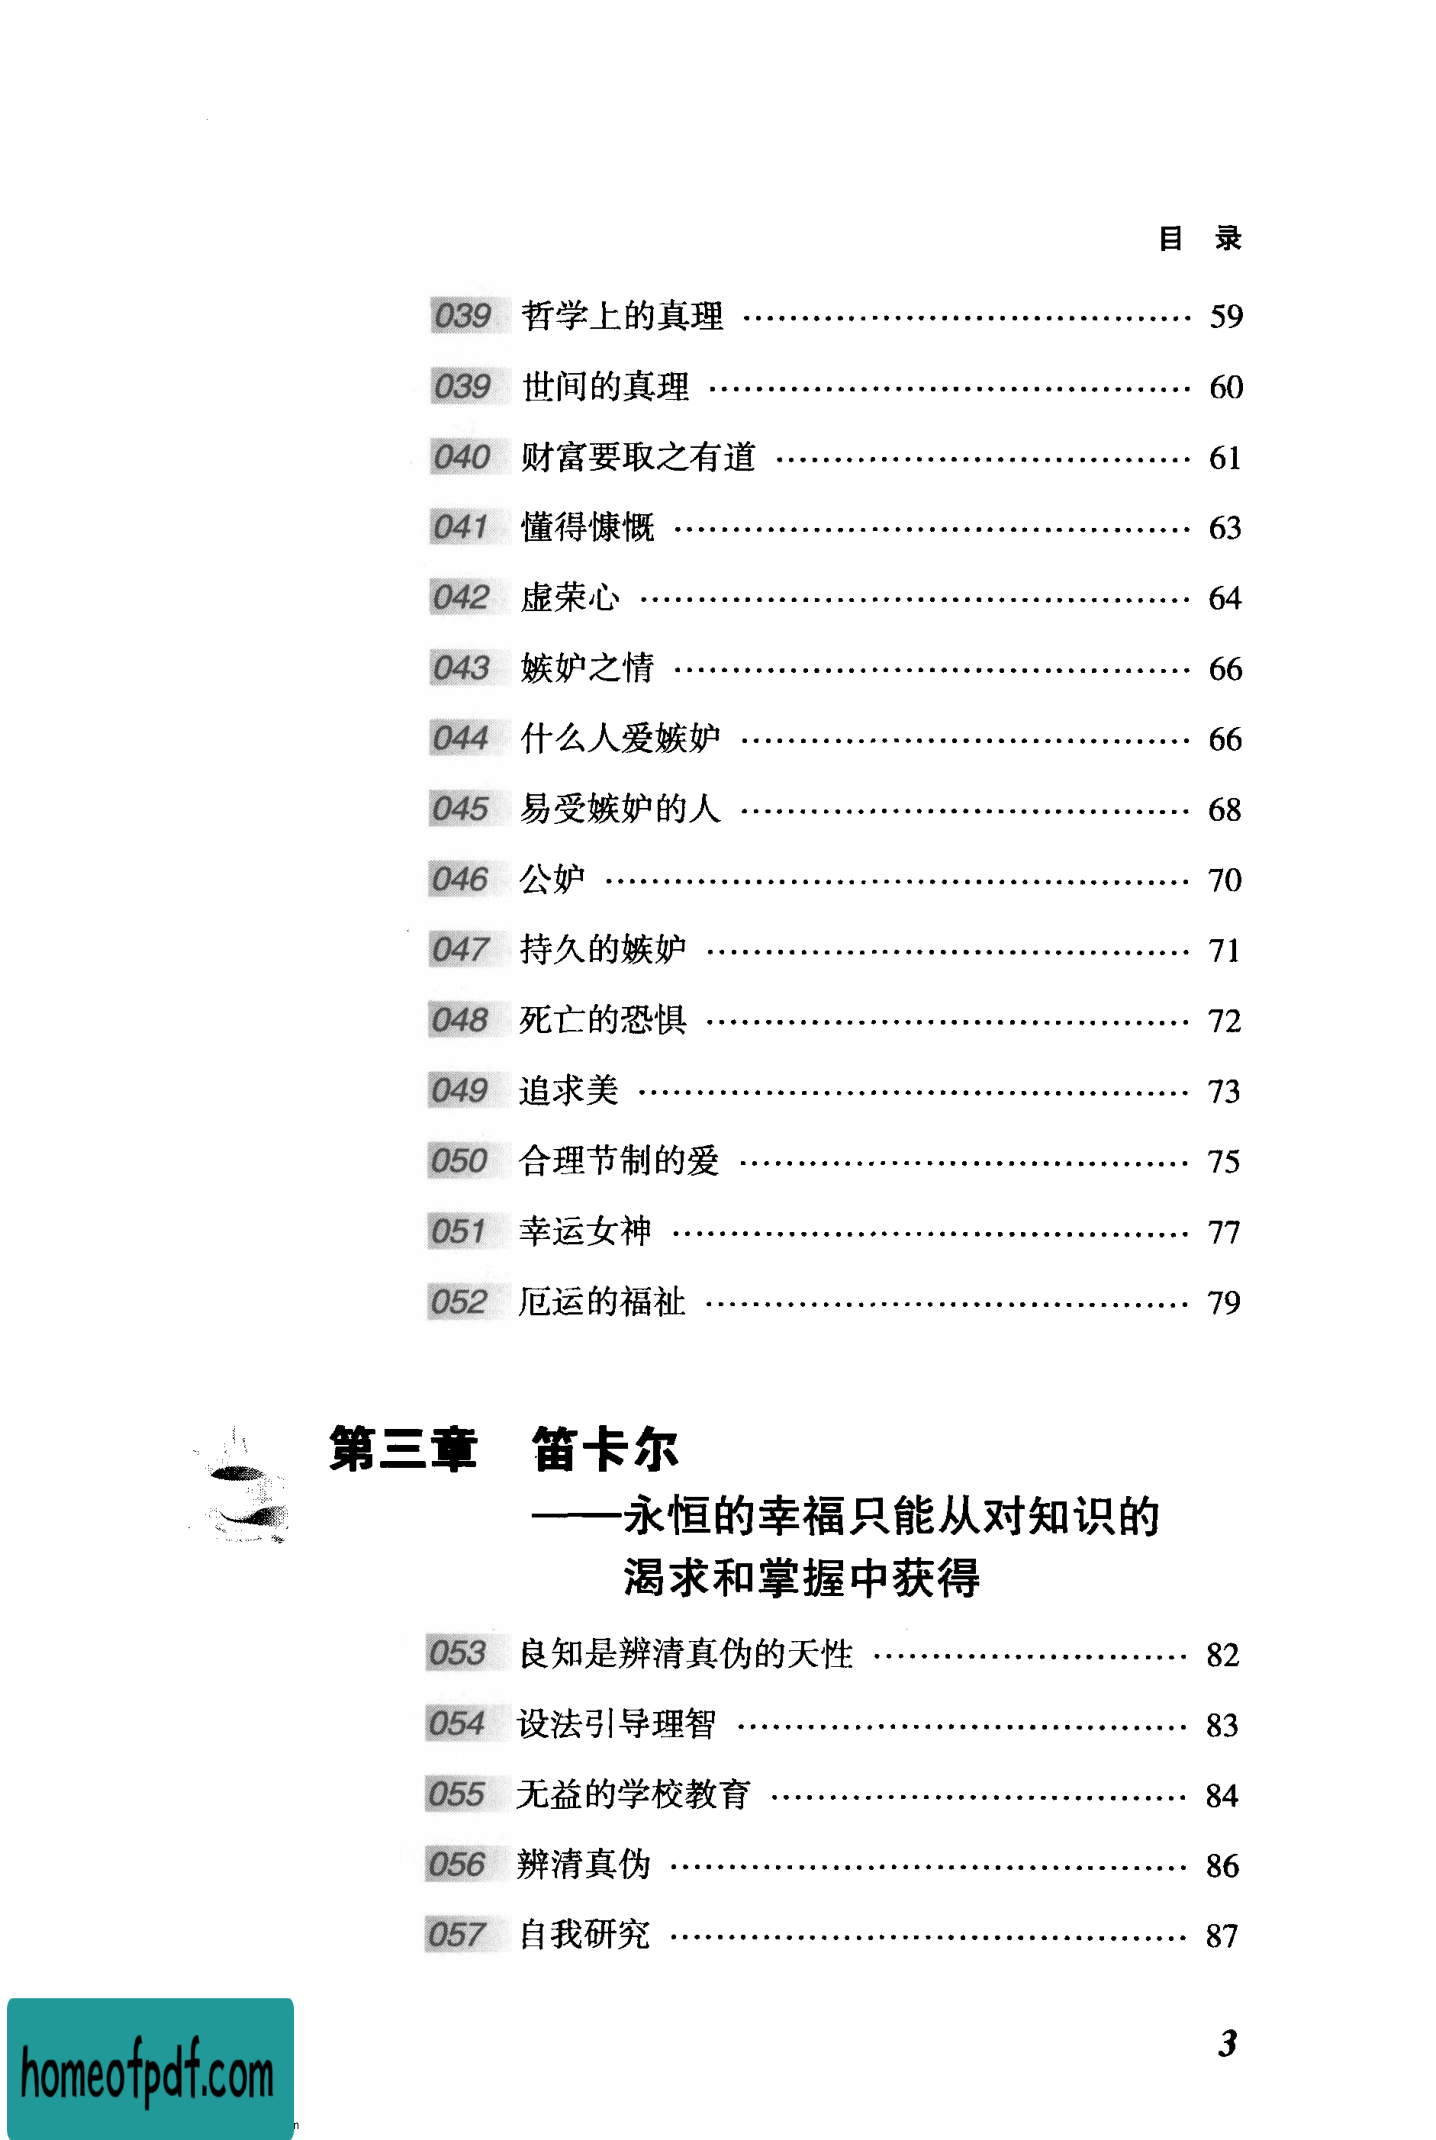 目 录
039 哲学上的真理 …………………………………… 59
039 世间的真理 …………………………………… 60
040 财富要取之有道 …………………………………… 61
041 懂得慷慨 …………………………………… 63
042 虚荣心 …………………………………… 64
043 嫉妒之情 …………………………………… 66
044 什么人爱嫉妒 …………………………………… 66
045 易受嫉妒的人 …………………………………… 68
046 公妒 …………………………………… 70
047 持久的嫉妒 …………………………………… 71
048 死亡的恐惧 …………………………………… 72
049 追求美 …………………………………… 73
050 合理节制的爱 …………………………………… 75
051 幸运女神 …………………………………… 77
052 厄运的福祉 …………………………………… 79
第三章 笛卡尔
——永恒的幸福只能从对知识的
渴求和掌握中获得
053 良知是辨清真伪的天性 ……………………… 82
054 设法引导理智 …………………………………… 83
055 无益的学校教育 …………………………………… 84
056 辨清真伪 …………………………………… 86
057 自我研究 …………………………………… 87
3
homeofpdf.com